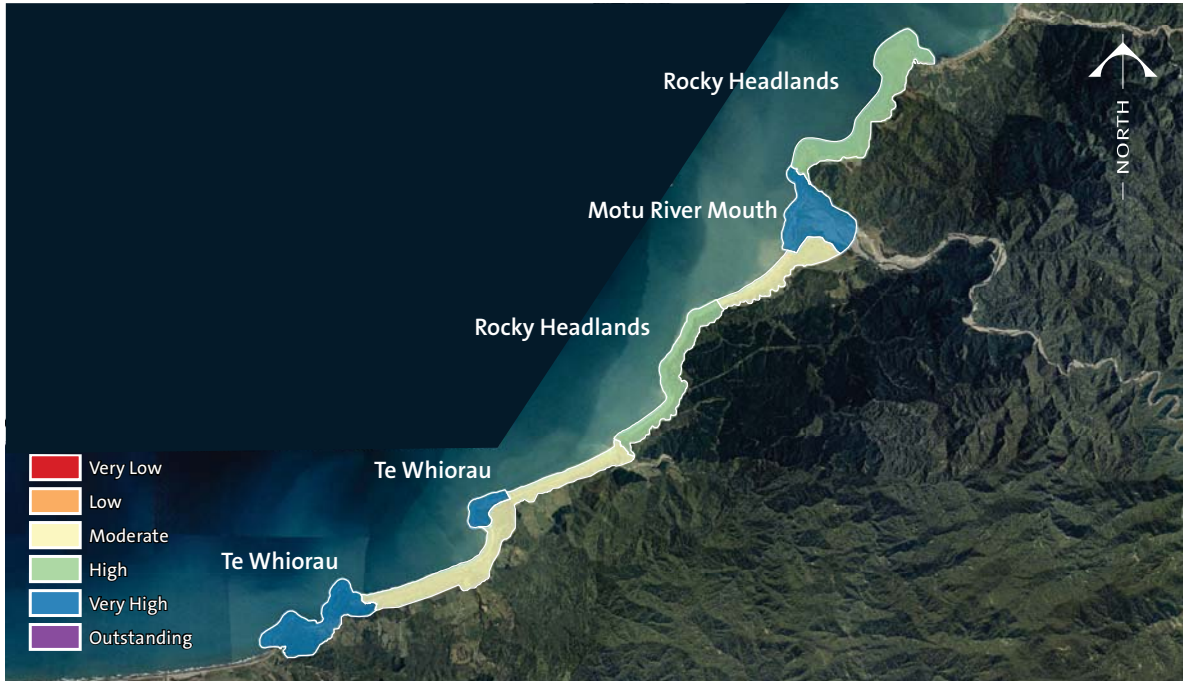 Rocky Headlands
NORTH
Motu River Mouth
Rocky Headlands
Te Whiorau
Te Whiorau
Very Low
Low
Moderate
High
Very High
Outstanding